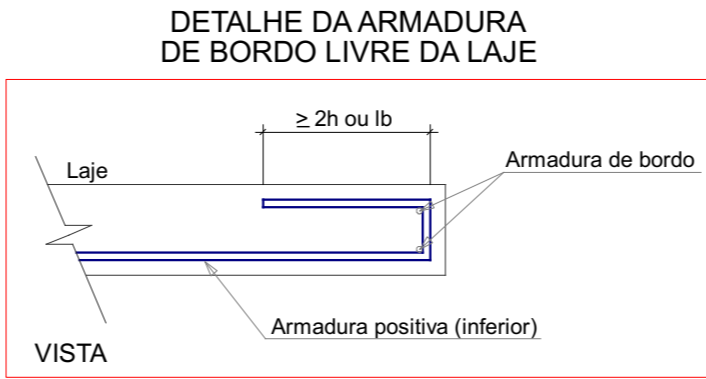 DETALHE DA ARMADURA
DE BORDO LIVRE DA LAJE
≥ 2h ou lb
Laje
Armadura de bordo
Armadura positiva (inferior)
VISTA